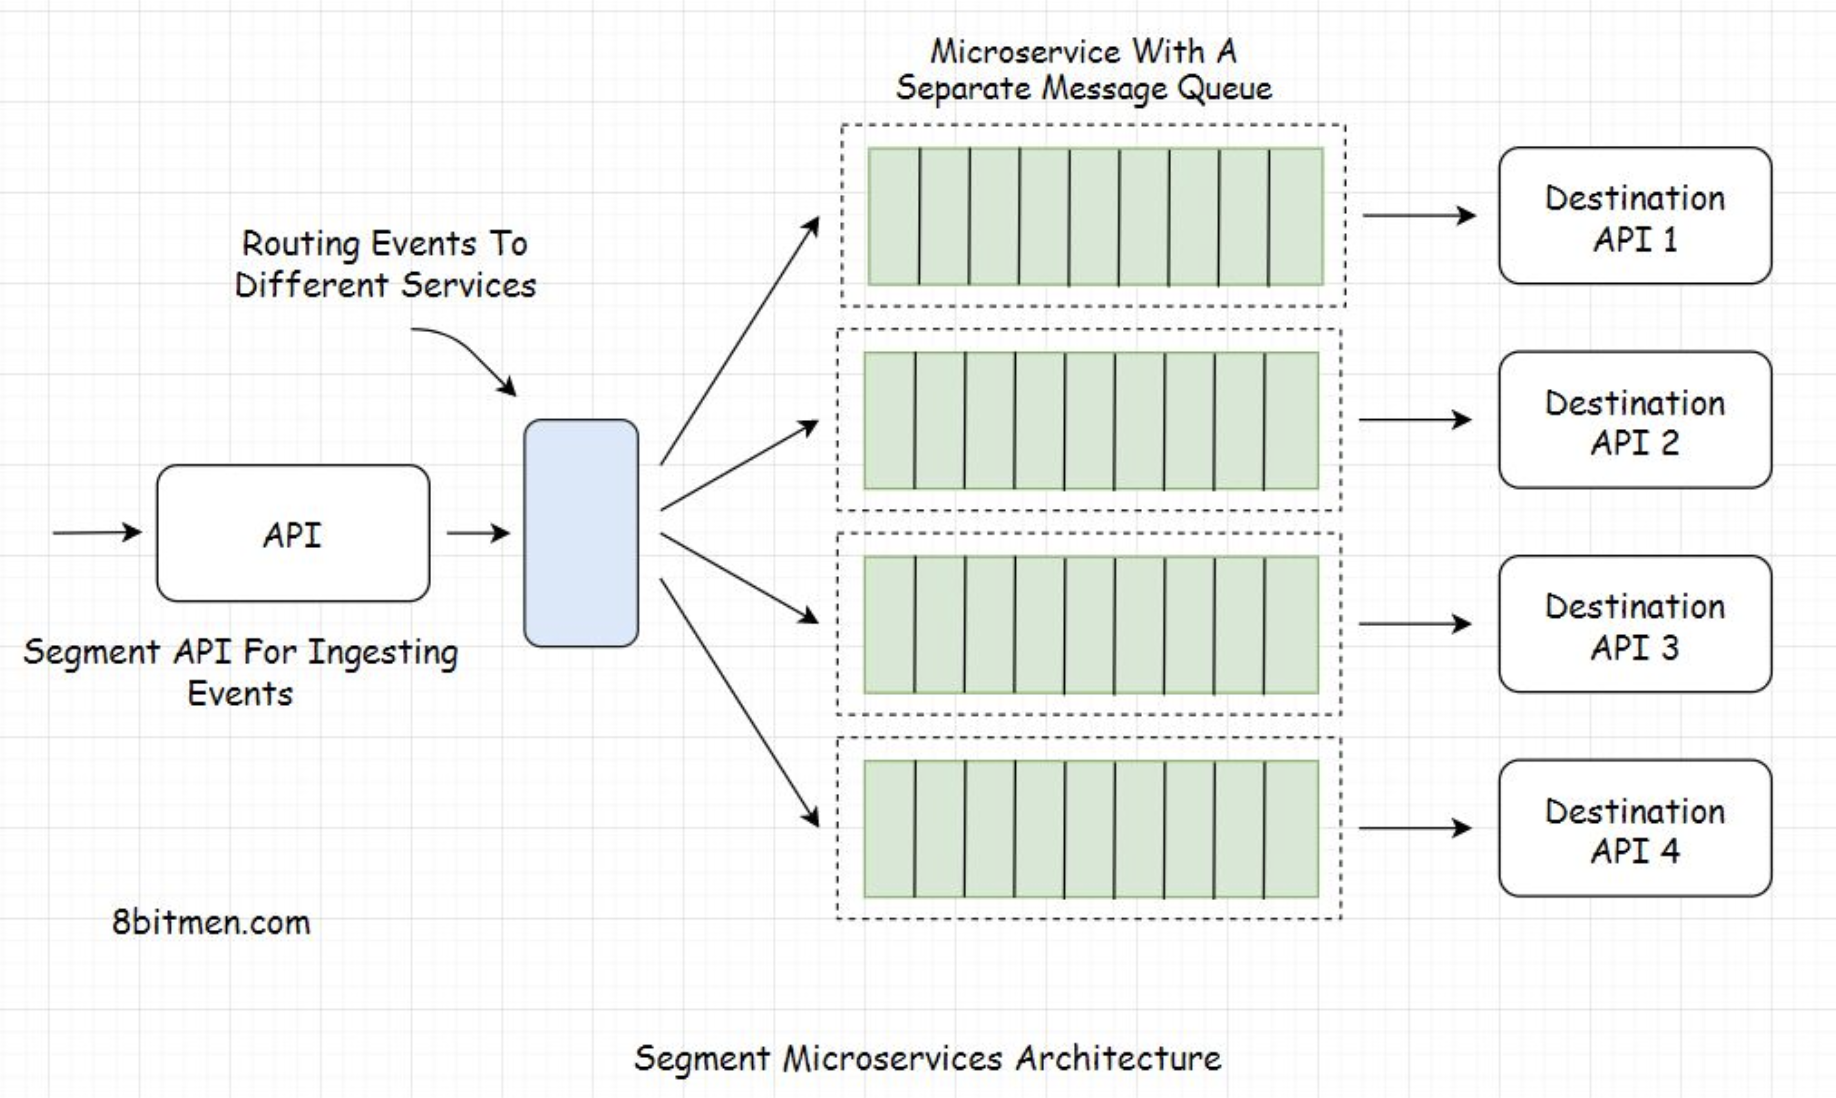 Microservice With A
Separate Message Queue
Routing Events To
Different Services
API
Segment API For Ingesting
Events
Destination
API 1
Destination
API 2
Destination
API 3
Destination
API 4
8bitmen.com
Segment Microservices Architecture